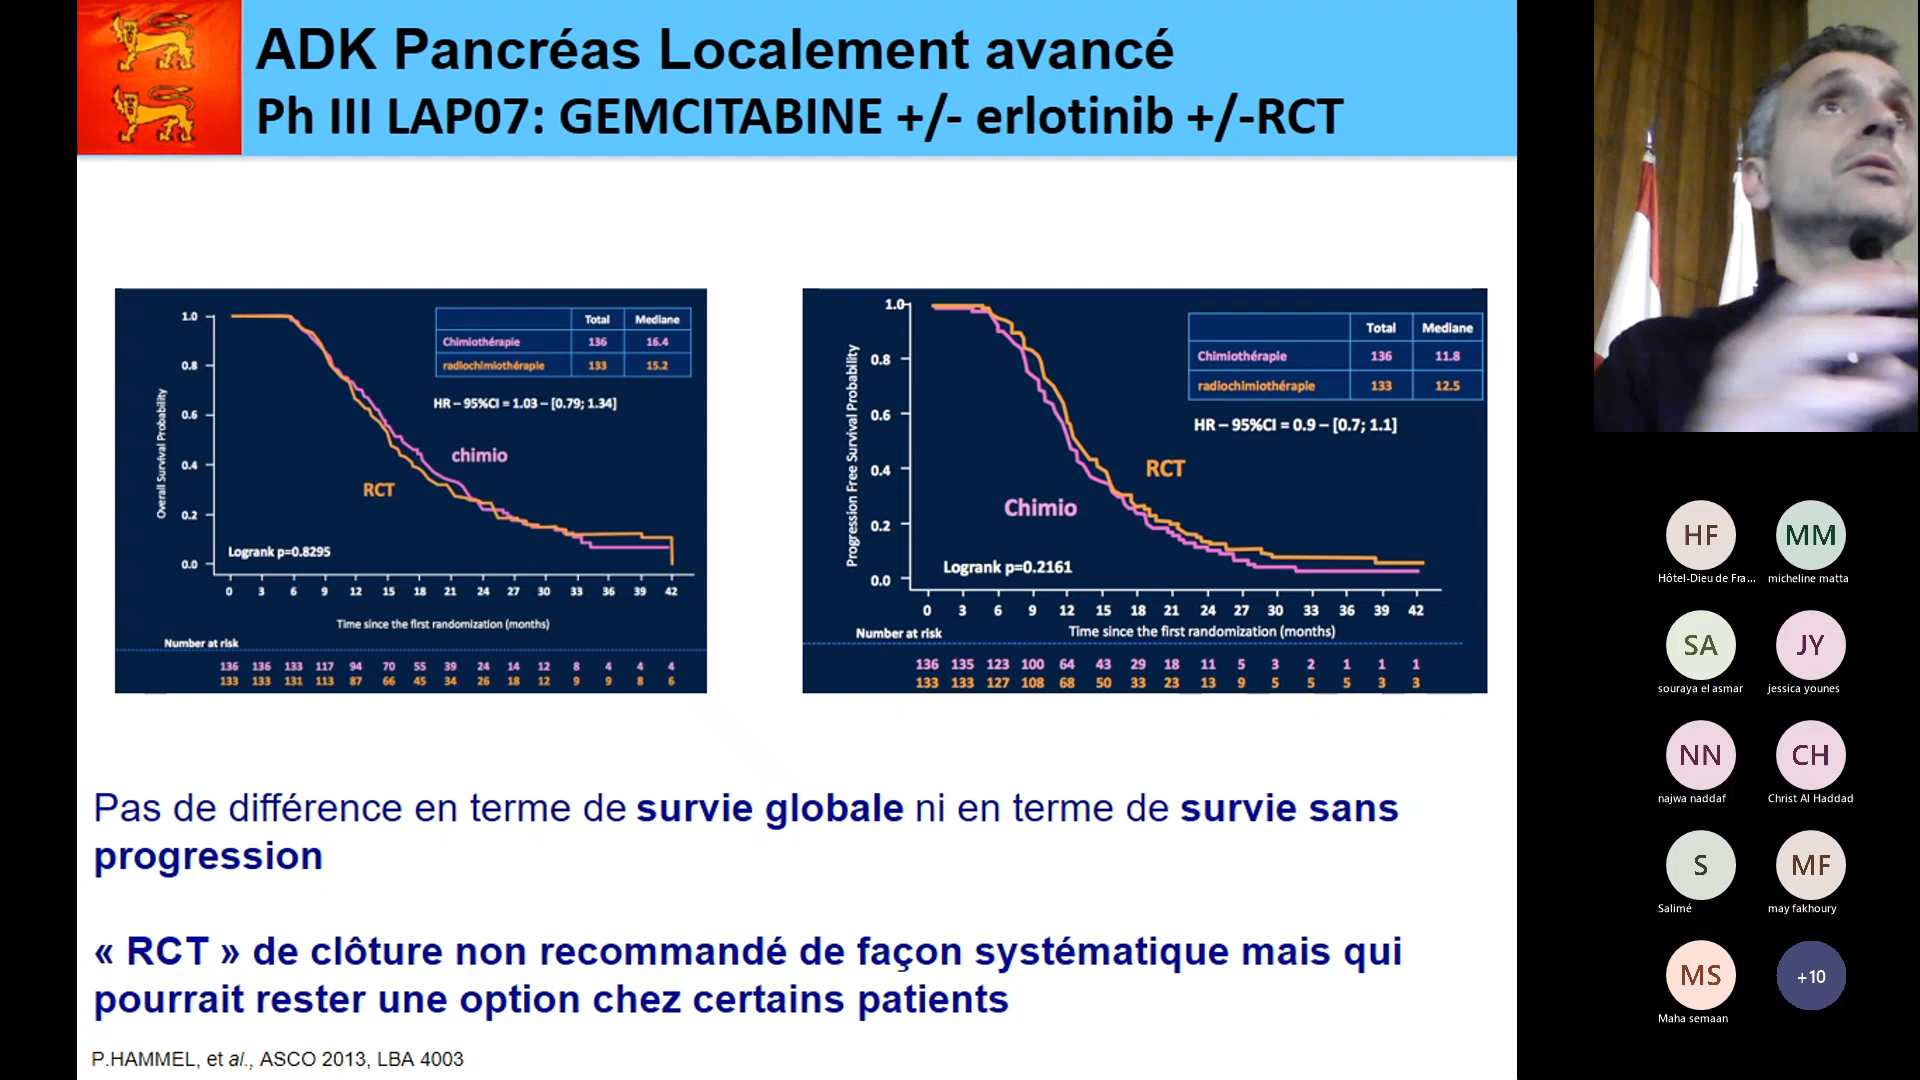 ADK Pancréas Localement avancé
Ph III LAP07: GEMCITABINE +/- erlotinib +/-RCT
Overall Survival Probability
1.0
0.8
0.6
0.4
0.2
0.0
Total Mediane
Chimiothérapie 136 16.4
radiochimiothérapie 133 15.2
HR – 95%CI = 1.03 – [0.79; 1.34]
chimio
RCT
Logrank p=0.8295
0 3 6 9 12 15 18 21 24 27 30 33 36 39 42
Time since the first randomization (months)
Number at risk
136 136 133 117 94 70 55 39 24 14 12 8 4 4 4
133 133 131 113 87 66 45 34 26 18 12 9 9 8 6
Progression Free Survival Probability
1.0
0.8
0.6
0.4
0.2
0.0
Total Mediane
Chimiothérapie 136 11.8
radiochimiothérapie 133 12.5
HR – 95%CI = 0.9 – [0.7; 1.1]
RCT
Chimio
Logrank p=0.2161
0 3 6 9 12 15 18 21 24 27 30 33 36 39 42
Number at risk Time since the first randomization (months)
136 135 123 100 64 43 29 18 11 5 3 2 1 1 1
133 133 127 108 68 50 33 23 13 9 5 5 5 3 3
Pas de différence en terme de survie globale ni en terme de survie sans
progression
« RCT » de clôture non recommandé de façon systématique mais qui
pourrait rester une option chez certains patients
P.HAMMEL, et al., ASCO 2013, LBA 4003
HF MM
Hôtel-Dieu de Fra... micheline matta
SA JY
souraya el asmar jessica younes
NN CH
najwa naddaf Christ Al Haddad
S MF
Salimé may fakhoury
MS +10
Maha semaan